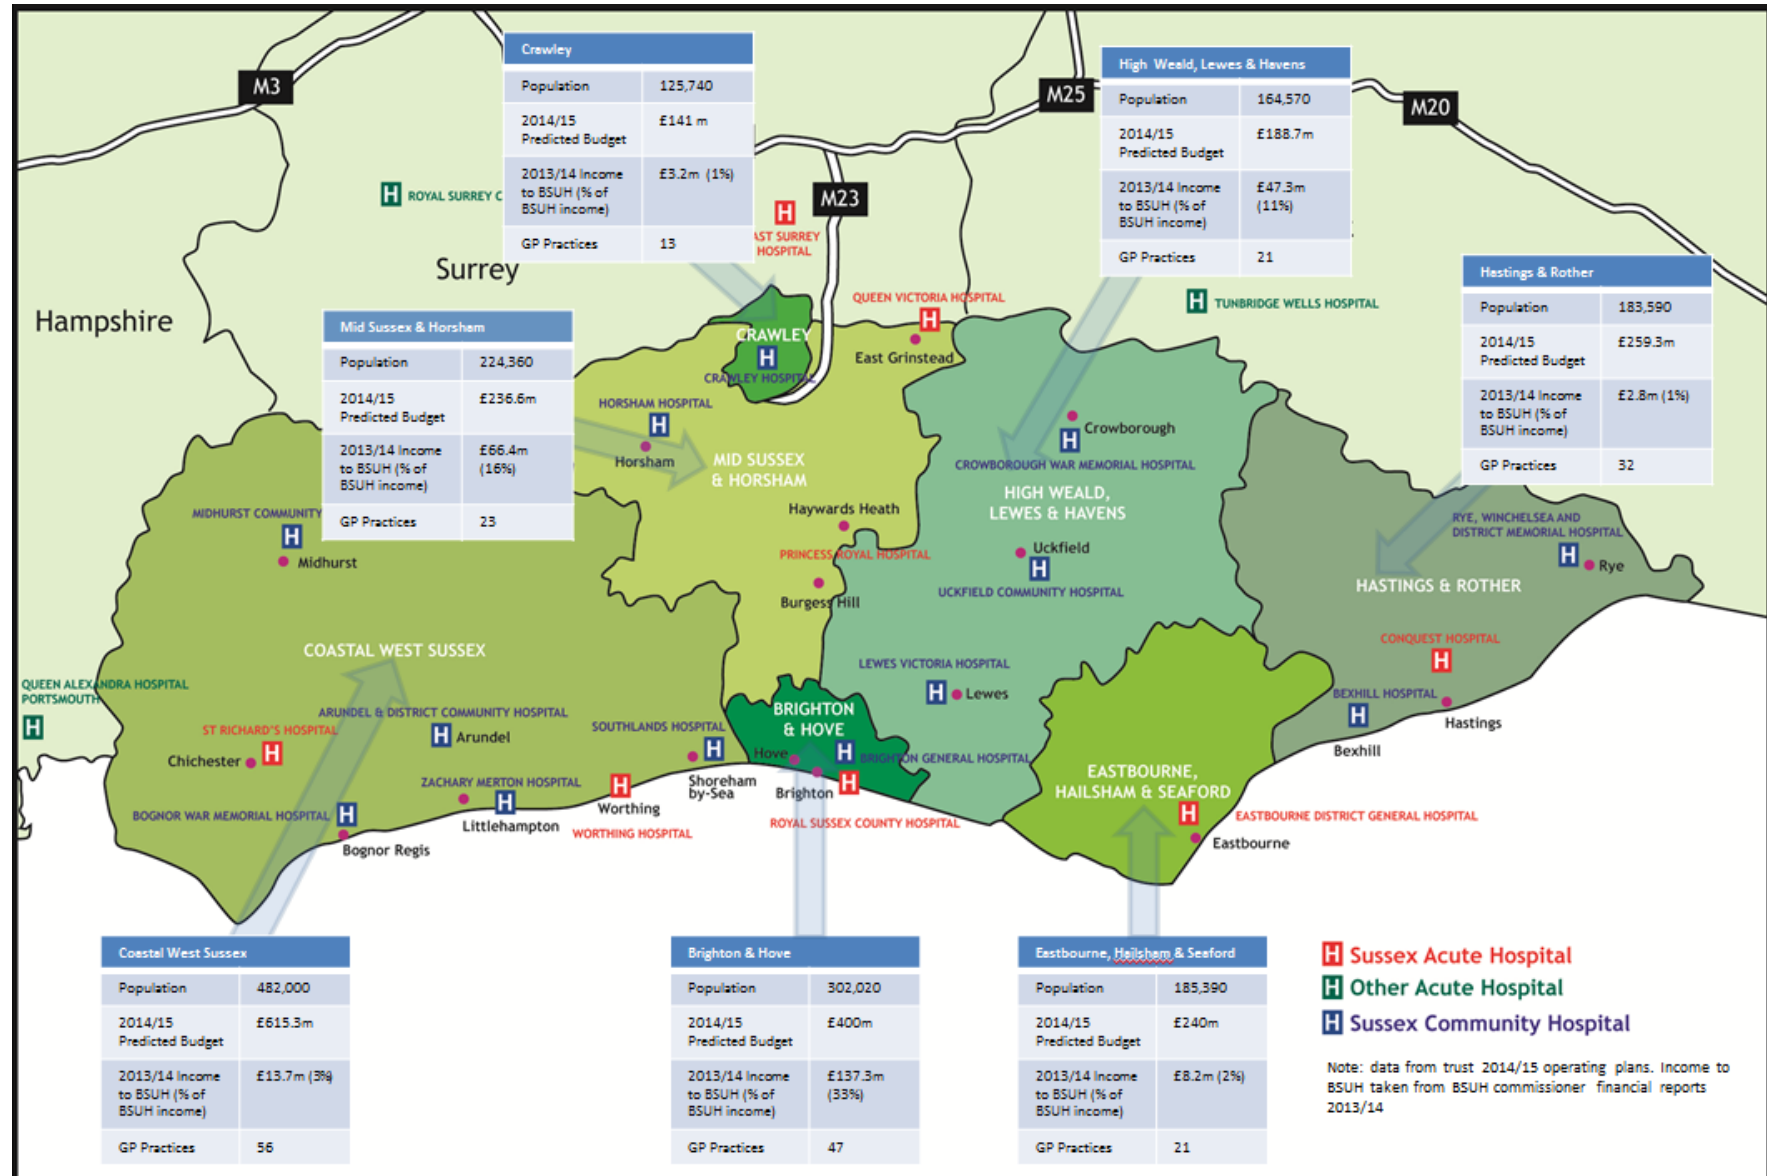 M3
M25
M20
M23
Crawley
Population 125,740
2014/15 £141 m
Predicted Budget
2013/14 Income £3.2m (1%)
to BSUH (% of
BSUH income)
GP Practices 13
High Weald, Lewes & Havens
Population 164,570
2014/15 £188.7m
Predicted Budget
2013/14 Income £47.3m
to BSUH (% of (11%)
BSUH income)
GP Practices 21
Hastings & Rother
Population 183,590
2014/15 £259.3m
Predicted Budget
2013/14 Income £2.8m (1%)
to BSUH (% of
BSUH income)
GP Practices 32
Mid Sussex & Horsham
Population 224,360
2014/15 £236.6m
Predicted Budget
2013/14 Income £66.4m
to BSUH (% of (16%)
BSUH income)
GP Practices 23
H ROYAL SURREY C
H
AST SURREY
HOSPITAL
Surrey
Hampshire
QUEEN VICTORIA HOSPITAL
H
East Grinstead
H TUNBRIDGE WELLS HOSPITAL
CRAWLEY
H
CRAWLEY HOSPITAL
HORSHAM HOSPITAL
H
Horsham
MID SUSSEX
& HORSHAM
Haywards Heath
PRINCESS ROYAL HOSPITAL
Burgess Hill
Crowborough
H
CROWBOROUGH WAR MEMORIAL HOSPITAL
HIGH WEALD,
LEWES & HAVENS
Uckfield
H
UCKFIELD COMMUNITY HOSPITAL
LEWES VICTORIA HOSPITAL
H Lewes
RYE, WINCHELSEA AND
DISTRICT MEMORIAL HOSPITAL
H Rye
HASTINGS & ROTHER
CONQUEST HOSPITAL
H
BEXHILL HOSPITAL
H
Hastings
Bexhill
MIDHURST COMMUNITY
H
Midhurst
COASTAL WEST SUSSEX
QUEEN ALEXANDRA HOSPITAL
PORTSMOUTH
H
ST RICHARD'S HOSPITAL
Chichester H
ARUNDEL & DISTRICT COMMUNITY HOSPITAL
H Arundel
SOUTHLANDS HOSPITAL
H
Shoreham
by-Sea
ZACHARY MERTON HOSPITAL
H
Littlehampton
H
Worthing
WORTHING HOSPITAL
BOGNOR WAR MEMORIAL HOSPITAL H
Bognor Regis
BRIGHTON
& HOVE
Hove H BRIGHTON GENERAL HOSPITAL
Brighton H
ROYAL SUSSEX COUNTY HOSPITAL
EASTBOURNE,
HAILSHAM & SEAFORD
H EASTBOURNE DISTRICT GENERAL HOSPITAL
Eastbourne
Coastal West Sussex
Population 482,000
2014/15 £615.3m
Predicted Budget
2013/14 Income £13.7m (3%)
to BSUH (% of
BSUH income)
GP Practices 56
Brighton & Hove
Population 302,020
2014/15 £400m
Predicted Budget
2013/14 Income £137.3m
to BSUH (% of (33%)
BSUH income)
GP Practices 47
Eastbourne, Hailsham & Seaford
Population 185,390
2014/15 £240m
Predicted Budget
2013/14 Income £8.2m (2%)
to BSUH (% of
BSUH income)
GP Practices 21
H Sussex Acute Hospital
H Other Acute Hospital
H Sussex Community Hospital
Note: data from trust 2014/15 operating plans. Income to
BSUH taken from BSUH commissioner financial reports
2013/14